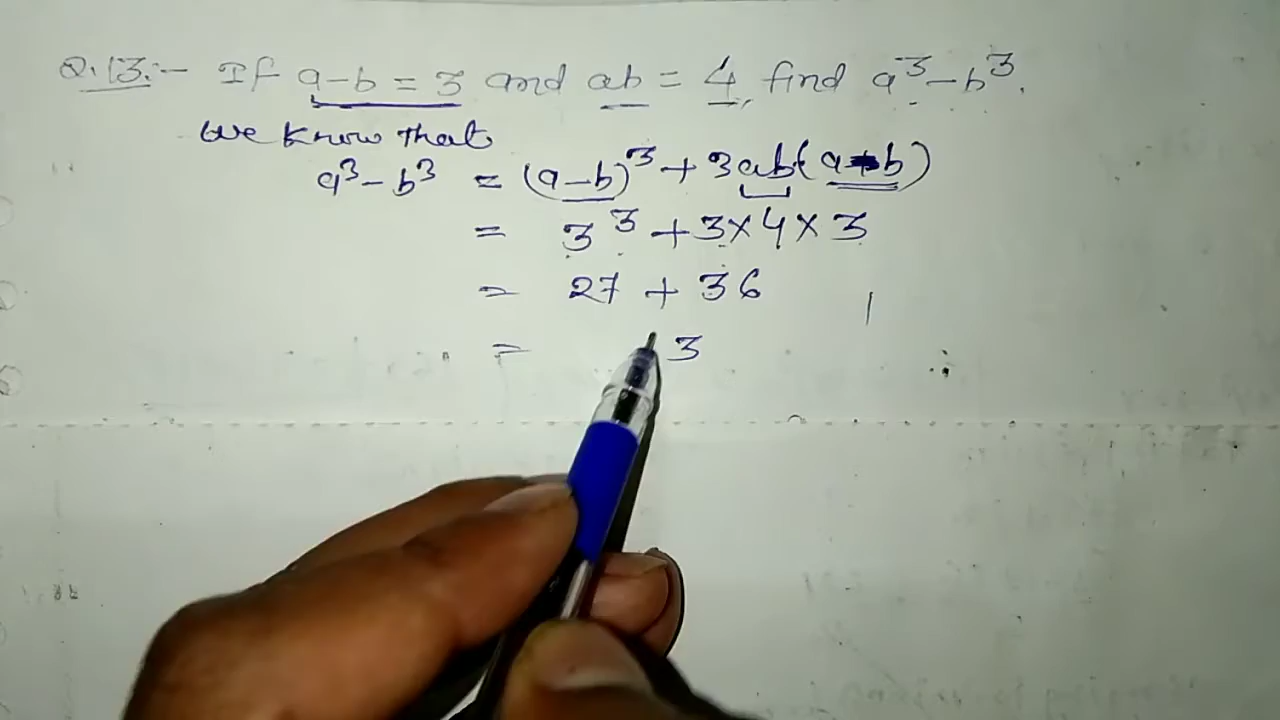 Q.13:- If a-b = 3 and ab = 4, find a³-b³.
We know that
a³-b³ = (a-b)³ + 3ab(a-b)
= 3³ + 3×4×3
= 27 + 36
= 3